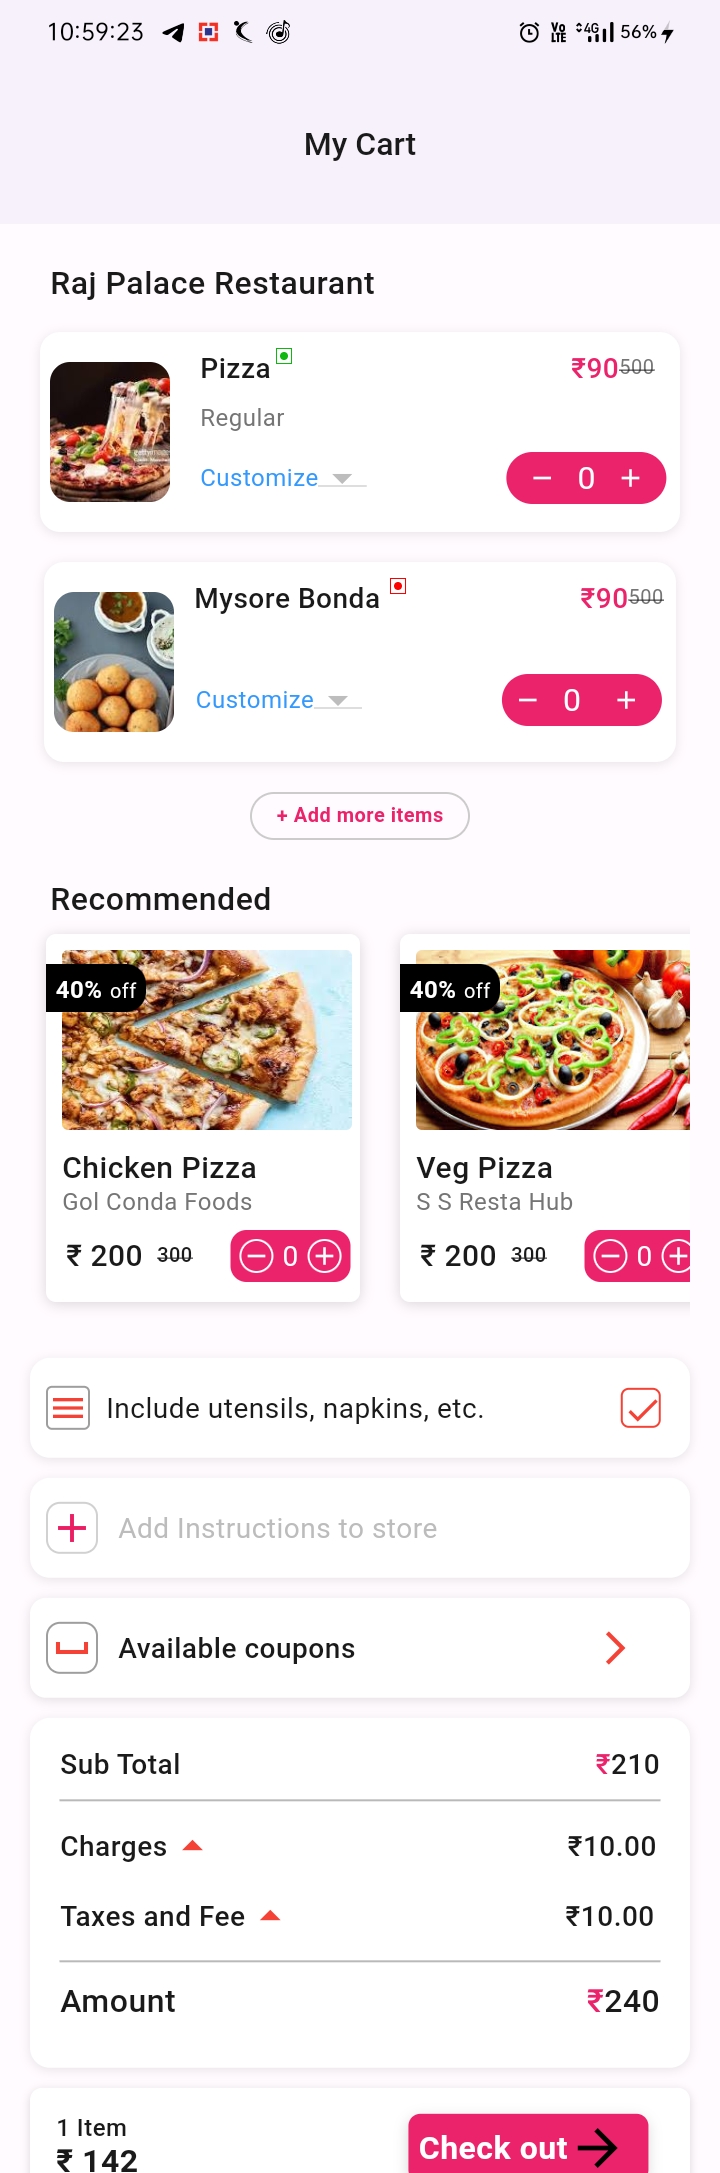 10:59:23 Vo LTE 4G 56%
My Cart
Raj Palace Restaurant
Pizza ₹90 500
Regular
Customize − 0 +
Mysore Bonda ₹90 500
Customize − 0 +
+ Add more items
Recommended
40% off
Chicken Pizza
Gol Conda Foods
₹ 200 300 − 0 +
40% off
Veg Pizza
S S Resta Hub
₹ 200 300 − 0 +
Include utensils, napkins, etc.
Add Instructions to store
Available coupons
Sub Total ₹210
Charges ₹10.00
Taxes and Fee ₹10.00
Amount ₹240
1 Item
₹ 142
Check out